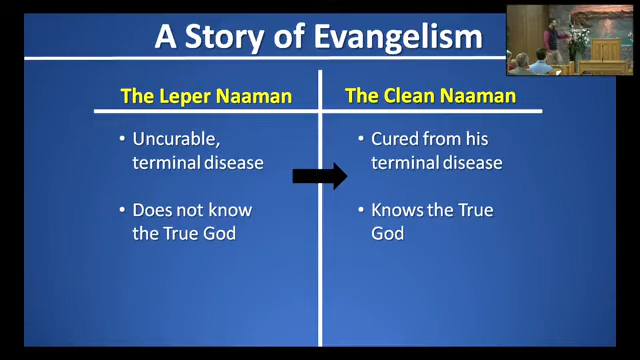 A Story of Evangelism
The Leper Naaman
• Uncurable,
terminal disease
• Does not know
the True God
The Clean Naaman
• Cured from his
terminal disease
• Knows the True
God